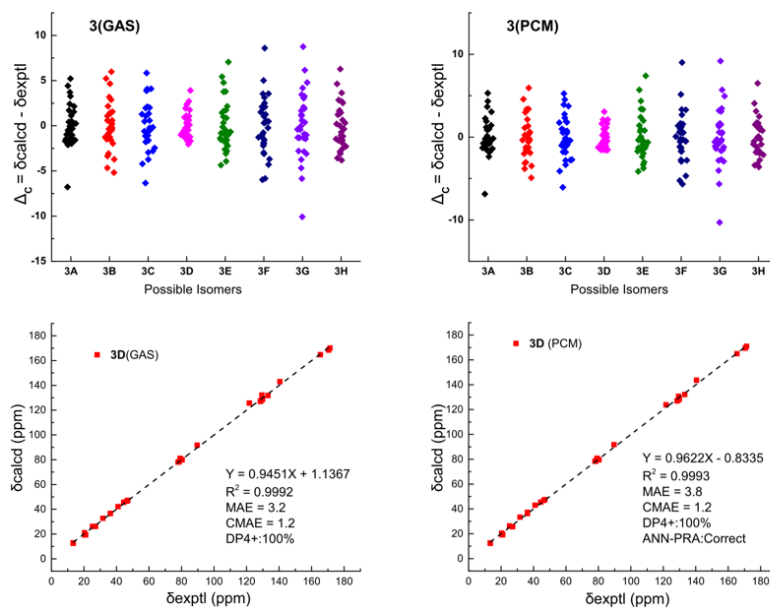 3(GAS)
Δc = δcalcd - δexptl
10
5
0
-5
-10
-15
3A 3B 3C 3D 3E 3F 3G 3H
Possible Isomers
3(PCM)
Δc = δcalcd - δexptl
10
0
-10
3A 3B 3C 3D 3E 3F 3G 3H
Possible Isomers
3D(GAS)
δcalcd (ppm)
180
160
140
120
100
80
60
40
20
0
Y = 0.9451X + 1.1367
R² = 0.9992
MAE = 3.2
CMAE = 1.2
DP4+:100%
0 20 40 60 80 100 120 140 160 180
δexptl (ppm)
3D (PCM)
δcalcd (ppm)
180
160
140
120
100
80
60
40
20
0
Y = 0.9622X - 0.8335
R² = 0.9993
MAE = 3.8
CMAE = 1.2
DP4+:100%
ANN-PRA:Correct
0 20 40 60 80 100 120 140 160 180
δexptl (ppm)